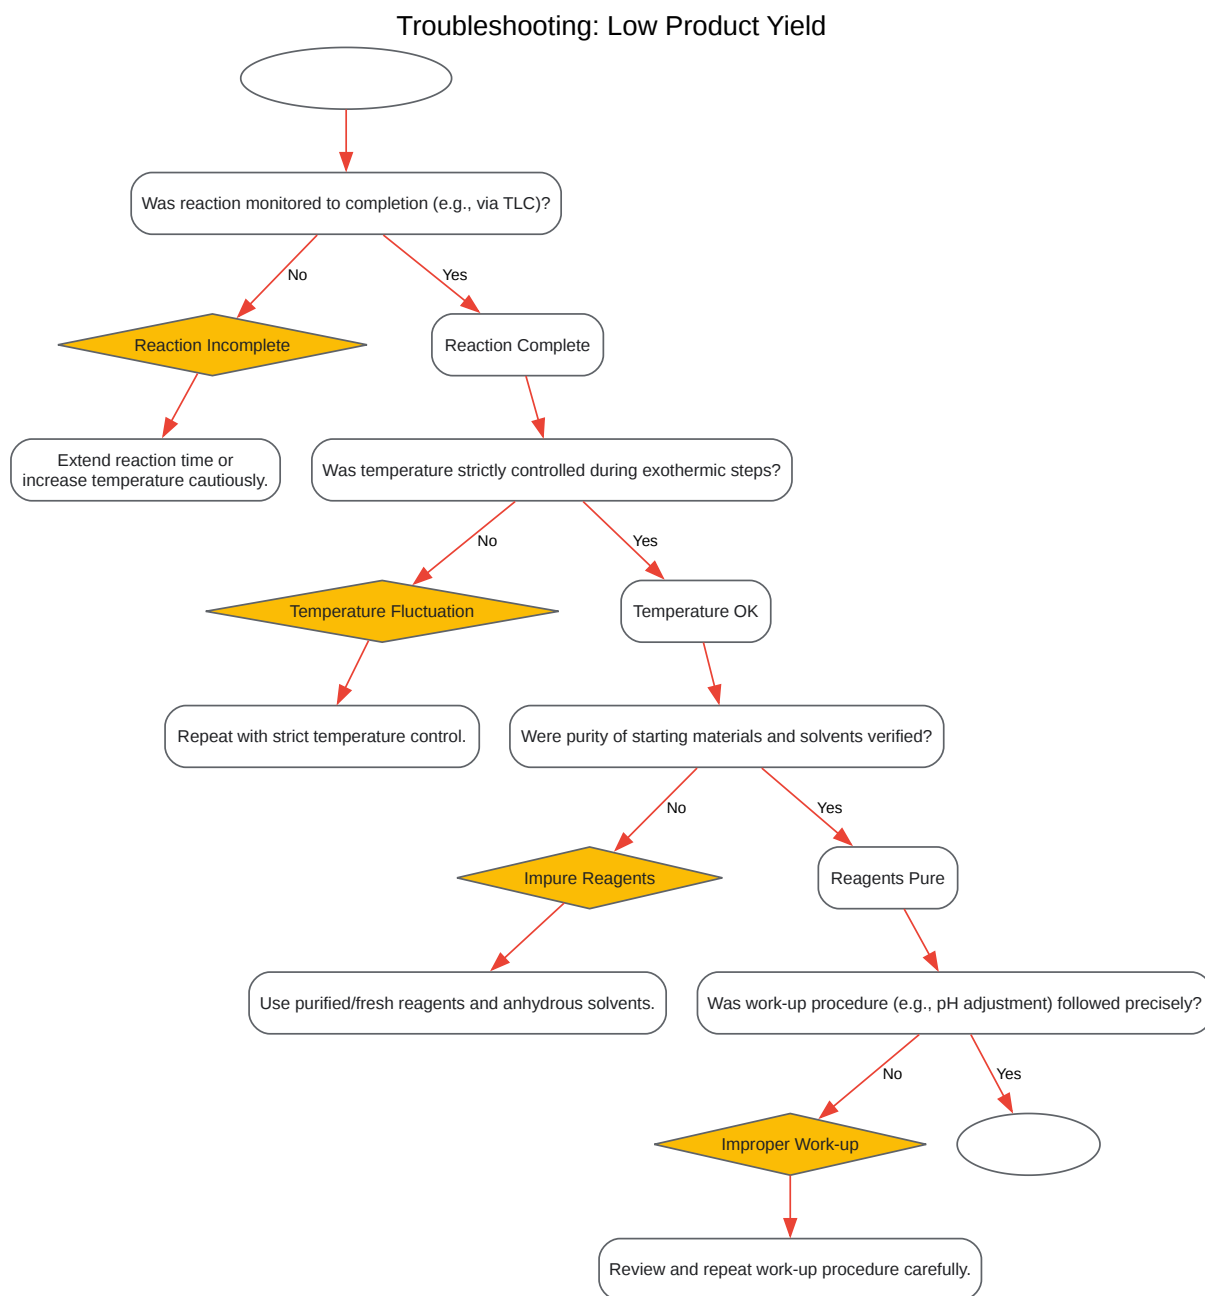 Troubleshooting: Low Product Yield
Was reaction monitored to completion (e.g., via TLC)?
No
Yes
Reaction Incomplete
Reaction Complete
Extend reaction time or
increase temperature cautiously.
Was temperature strictly controlled during exothermic steps?
No
Yes
Temperature Fluctuation
Temperature OK
Repeat with strict temperature control.
Were purity of starting materials and solvents verified?
No
Yes
Impure Reagents
Reagents Pure
Use purified/fresh reagents and anhydrous solvents.
Was work-up procedure (e.g., pH adjustment) followed precisely?
No
Yes
Improper Work-up
Review and repeat work-up procedure carefully.